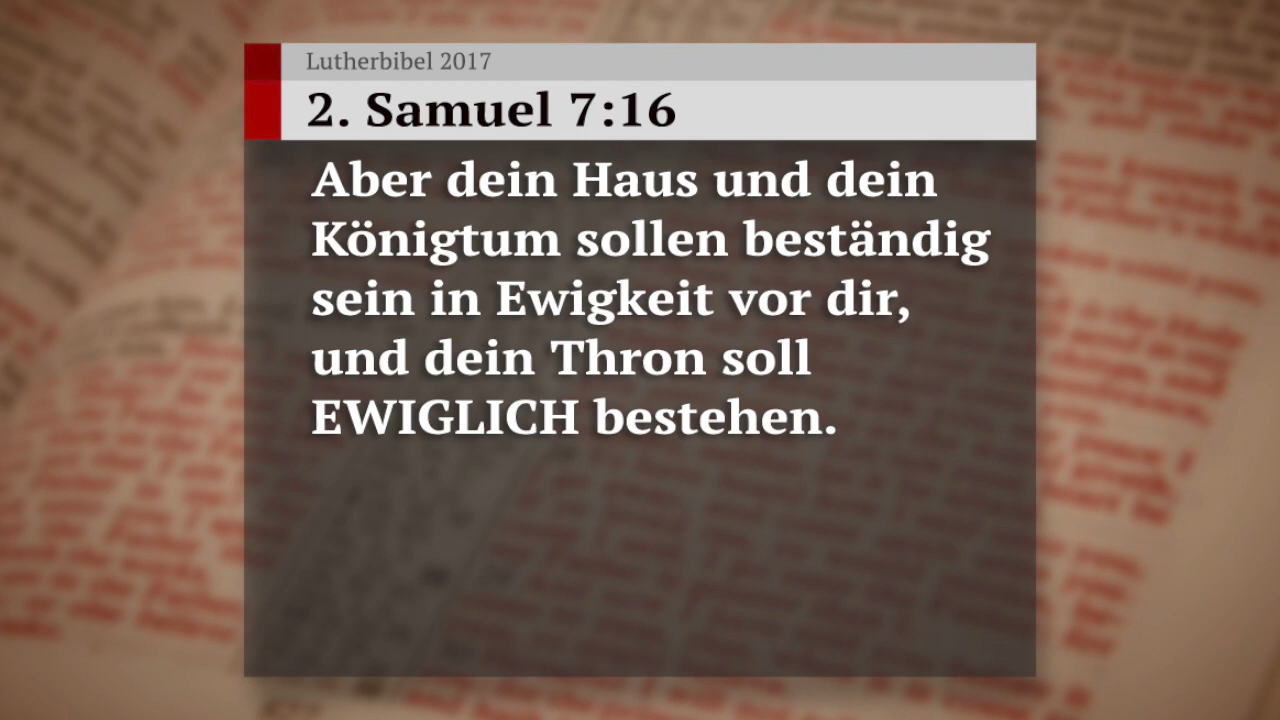 Lutherbibel 2017
2. Samuel 7:16
Aber dein Haus und dein
Königtum sollen beständig
sein in Ewigkeit vor dir,
und dein Thron soll
EWIGLICH bestehen.